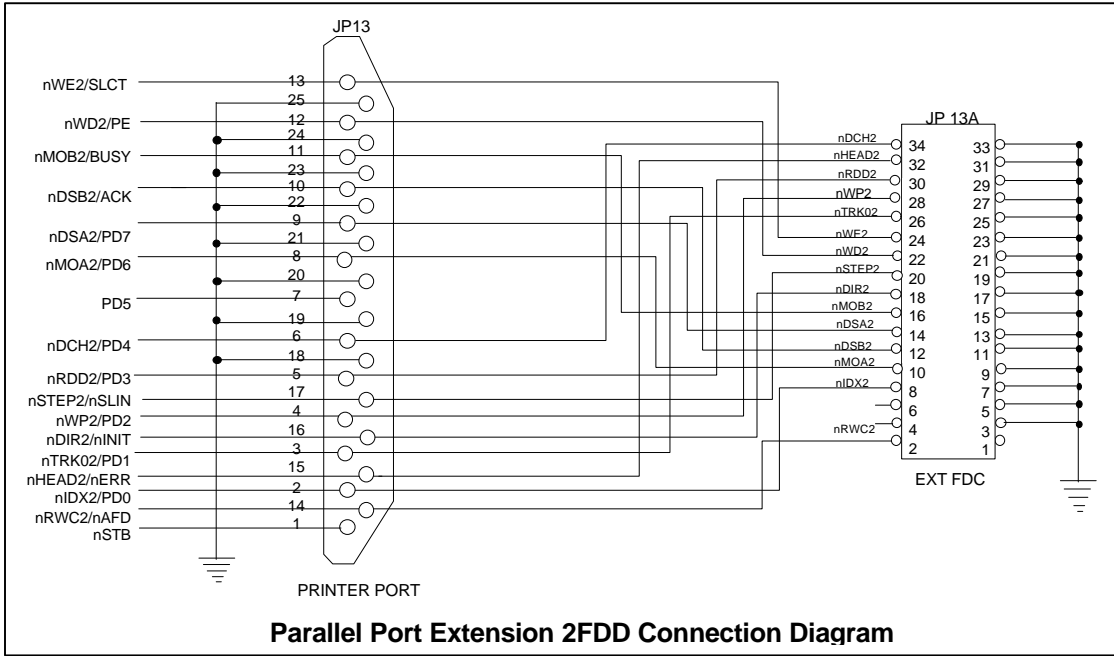 JP13
nWE2/SLCT 13
25
nWD2/PE 12
24
nMOB2/BUSY 11
23
nDSB2/ACK 10
22
nDSA2/PD7 9
21
nMOA2/PD6 8
20
PD5 7
19
nDCH2/PD4 6
18
nRDD2/PD3 5
nSTEP2/nSLIN 17
nWP2/PD2 4
nDIR2/nINIT 16
nTRK02/PD1 3
nHEAD2/nERR 15
nIDX2/PD0 2
nRWC2/nAFD 14
nSTB 1
PRINTER PORT
JP 13A
nDCH2 34 33
nHEAD2 32 31
nRDD2 30 29
nWP2 28 27
nTRK02 26 25
nWE2 24 23
nWD2 22 21
nSTEP2 20 19
nDIR2 18 17
nMOB2 16 15
nDSA2 14 13
nDSB2 12 11
nMOA2 10 9
nIDX2 8 7
6 5
4 3
nRWC2 2 1
EXT FDC
Parallel Port Extension 2FDD Connection Diagram